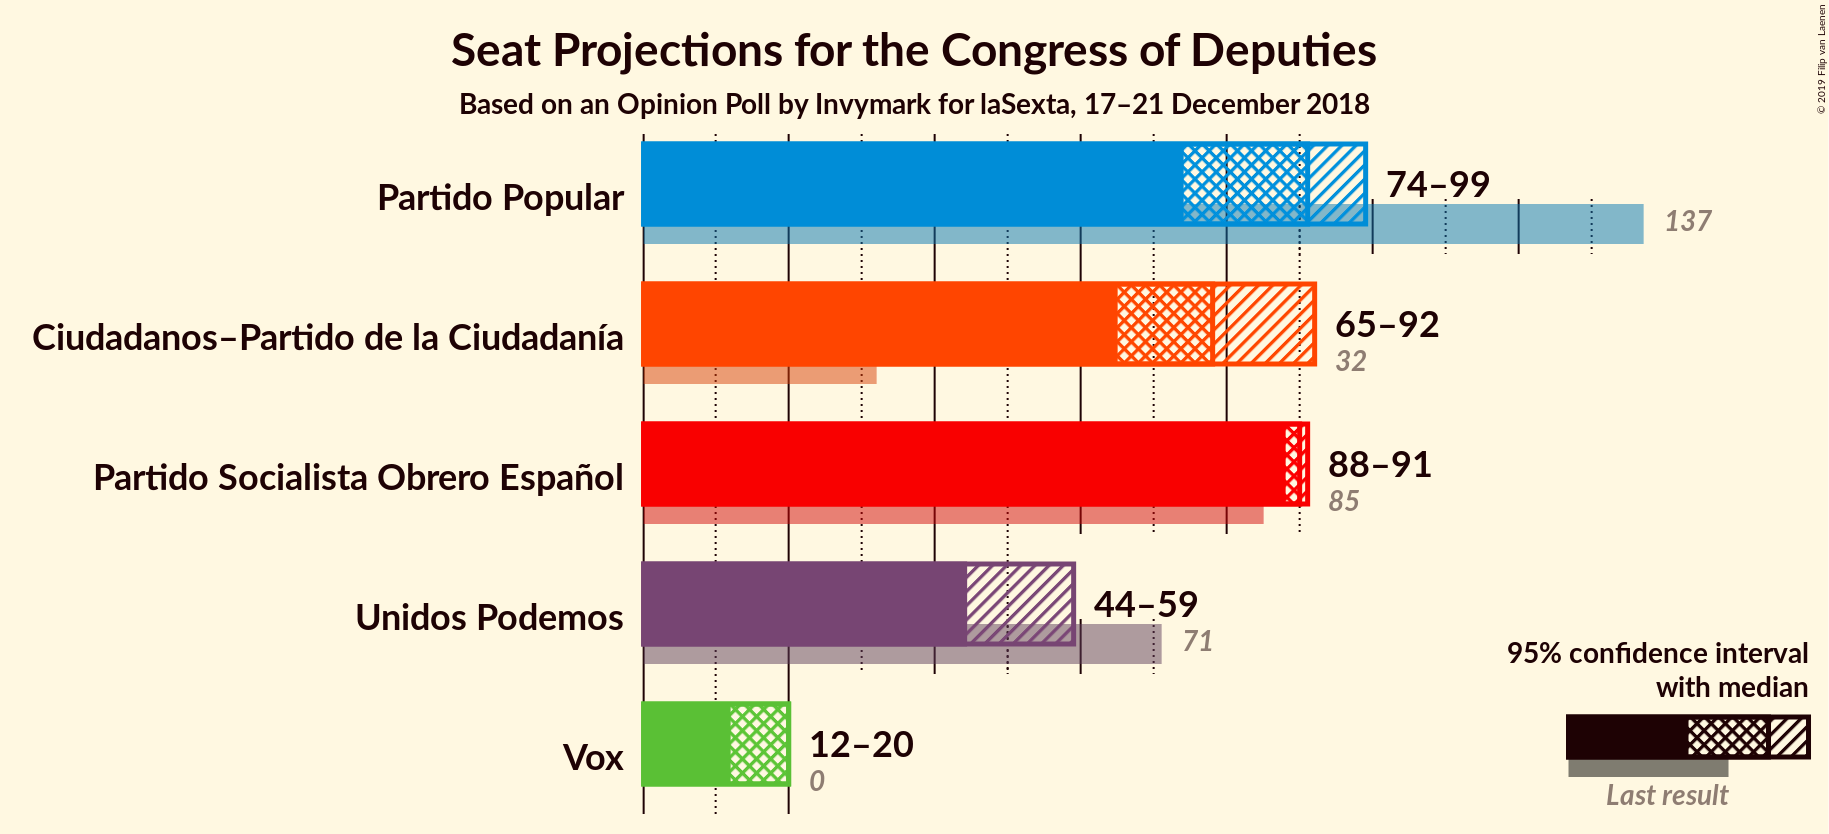 Seat Projections for the Congress of Deputies
Based on an Opinion Poll by Invymark for laSexta, 17–21 December 2018
© 2019 Filip van Laenen
Partido Popular
74–99
137
Ciudadanos–Partido de la Ciudadanía
65–92
32
Partido Socialista Obrero Español
88–91
85
Unidos Podemos
44–59
71
Vox
12–20
0
95% confidence interval
with median
Last result